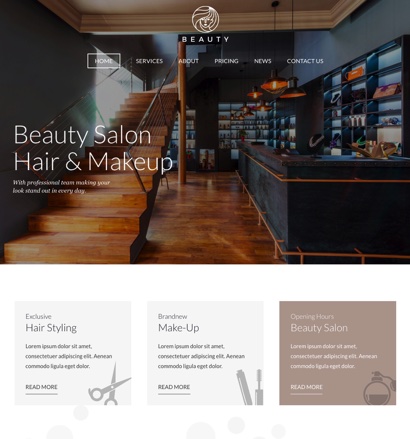 BEAUTY
HOME SERVICES ABOUT PRICING NEWS CONTACT US
Beauty Salon
Hair & Makeup
With professional team making your
look stand out in every day
Exclusive
Hair Styling
Lorem ipsum dolor sit amet,
consectetuer adipiscing elit. Aenean
commodo ligula eget dolor.
READ MORE
Brandnew
Make-Up
Lorem ipsum dolor sit amet,
consectetuer adipiscing elit. Aenean
commodo ligula eget dolor.
READ MORE
Opening Hours
Beauty Salon
Lorem ipsum dolor sit amet,
consectetuer adipiscing elit. Aenean
commodo ligula eget dolor.
READ MORE